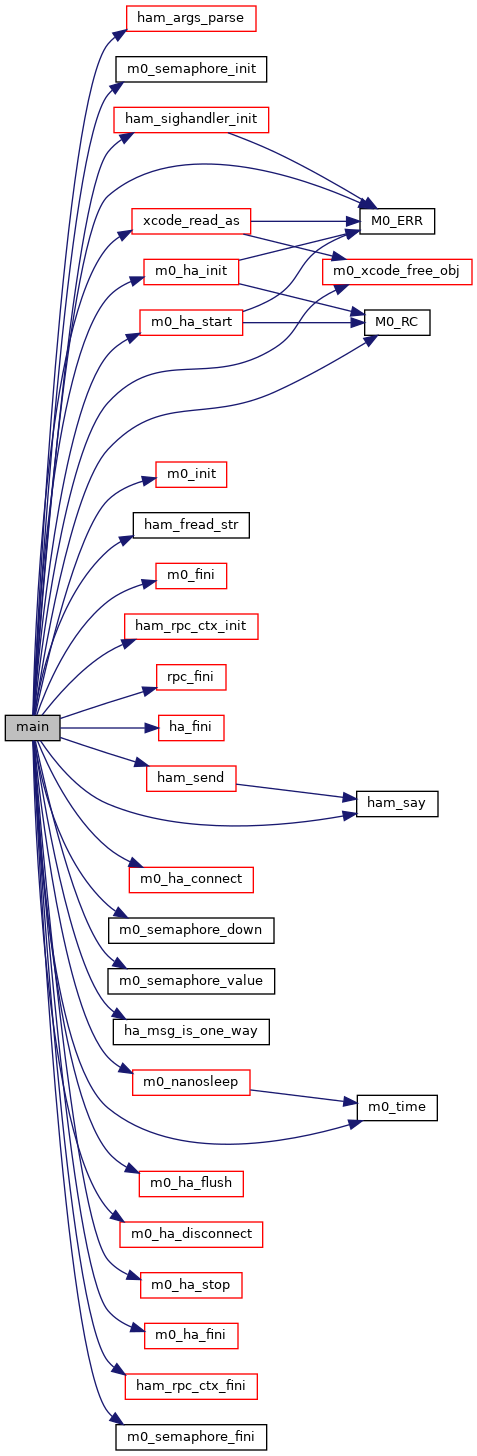 ham_args_parse
m0_semaphore_init
ham_sighandler_init
xcode_read_as
M0_ERR
m0_ha_init
m0_xcode_free_obj
m0_ha_start
M0_RC
m0_init
ham_fread_str
m0_fini
ham_rpc_ctx_init
rpc_fini
main
ha_fini
ham_send
ham_say
m0_ha_connect
m0_semaphore_down
m0_semaphore_value
ha_msg_is_one_way
m0_nanosleep
m0_time
m0_ha_flush
m0_ha_disconnect
m0_ha_stop
m0_ha_fini
ham_rpc_ctx_fini
m0_semaphore_fini